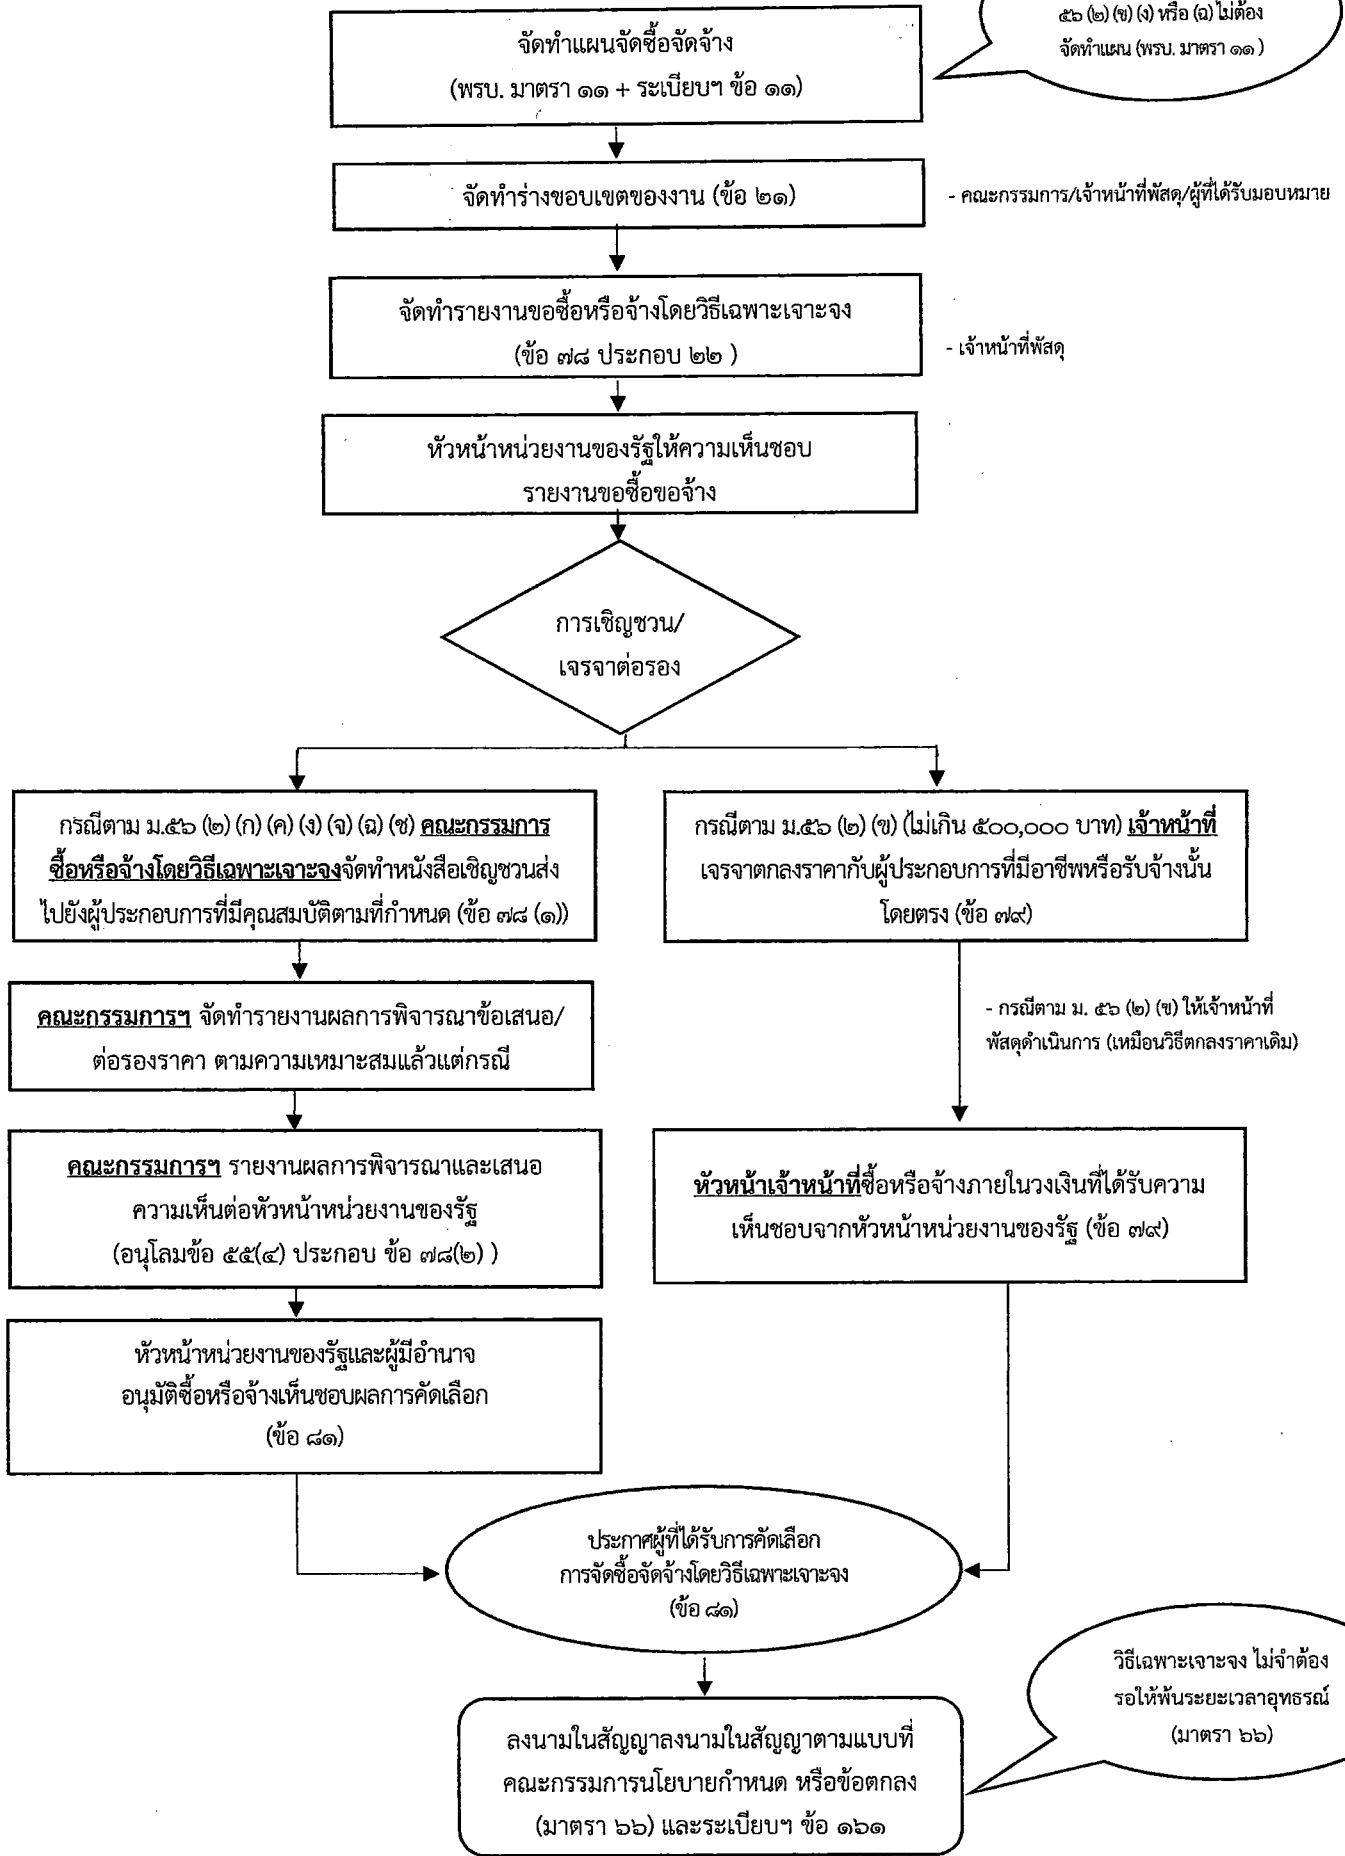 ๕๖ (๒) (ข) (ง) หรือ (ฉ) ไม่ต้อง
จัดทำแผน (พรบ. มาตรา ๑๑ )
จัดทำแผนจัดซื้อจัดจ้าง
(พรบ. มาตรา ๑๑ + ระเบียบฯ ข้อ ๑๑)
จัดทำร่างขอบเขตของงาน (ข้อ ๒๑)
- คณะกรรมการ/เจ้าหน้าที่พัสดุ/ผู้ที่ได้รับมอบหมาย
จัดทำรายงานขอซื้อหรือจ้างโดยวิธีเฉพาะเจาะจง
(ข้อ ๗๘ ประกอบ ๒๒ )
- เจ้าหน้าที่พัสดุ
หัวหน้าหน่วยงานของรัฐให้ความเห็นชอบ
รายงานขอซื้อขอจ้าง
การเชิญชวน/
เจรจาต่อรอง
กรณีตาม ม.๕๖ (๒) (ก) (ค) (ง) (จ) (ฉ) (ช) คณะกรรมการ
ซื้อหรือจ้างโดยวิธีเฉพาะเจาะจงจัดทำหนังสือเชิญชวนส่ง
ไปยังผู้ประกอบการที่มีคุณสมบัติตามที่กำหนด (ข้อ ๗๘ (๑))
กรณีตาม ม.๕๖ (๒) (ข) (ไม่เกิน ๕๐๐,๐๐๐ บาท) เจ้าหน้าที่
เจรจาตกลงราคากับผู้ประกอบการที่มีอาชีพหรือรับจ้างนั้น
โดยตรง (ข้อ ๗๙)
คณะกรรมการฯ จัดทำรายงานผลการพิจารณาข้อเสนอ/
ต่อรองราคา ตามความเหมาะสมแล้วแต่กรณี
- กรณีตาม ม. ๕๖ (๒) (ข) ให้เจ้าหน้าที่
พัสดุดำเนินการ (เหมือนวิธีตกลงราคาเดิม)
คณะกรรมการฯ รายงานผลการพิจารณาและเสนอ
ความเห็นต่อหัวหน้าหน่วยงานของรัฐ
(อนุโลมข้อ ๕๕(๔) ประกอบ ข้อ ๗๘(๒) )
หัวหน้าเจ้าหน้าที่ซื้อหรือจ้างภายในวงเงินที่ได้รับความ
เห็นชอบจากหัวหน้าหน่วยงานของรัฐ (ข้อ ๗๙)
หัวหน้าหน่วยงานของรัฐและผู้มีอำนาจ
อนุมัติซื้อหรือจ้างเห็นชอบผลการคัดเลือก
(ข้อ ๘๑)
ประกาศผู้ที่ได้รับการคัดเลือก
การจัดซื้อจัดจ้างโดยวิธีเฉพาะเจาะจง
(ข้อ ๘๑)
วิธีเฉพาะเจาะจง ไม่จำต้อง
รอให้พ้นระยะเวลาอุทธรณ์
(มาตรา ๖๖)
ลงนามในสัญญาลงนามในสัญญาตามแบบที่
คณะกรรมการนโยบายกำหนด หรือข้อตกลง
(มาตรา ๖๖) และระเบียบฯ ข้อ ๑๖๑